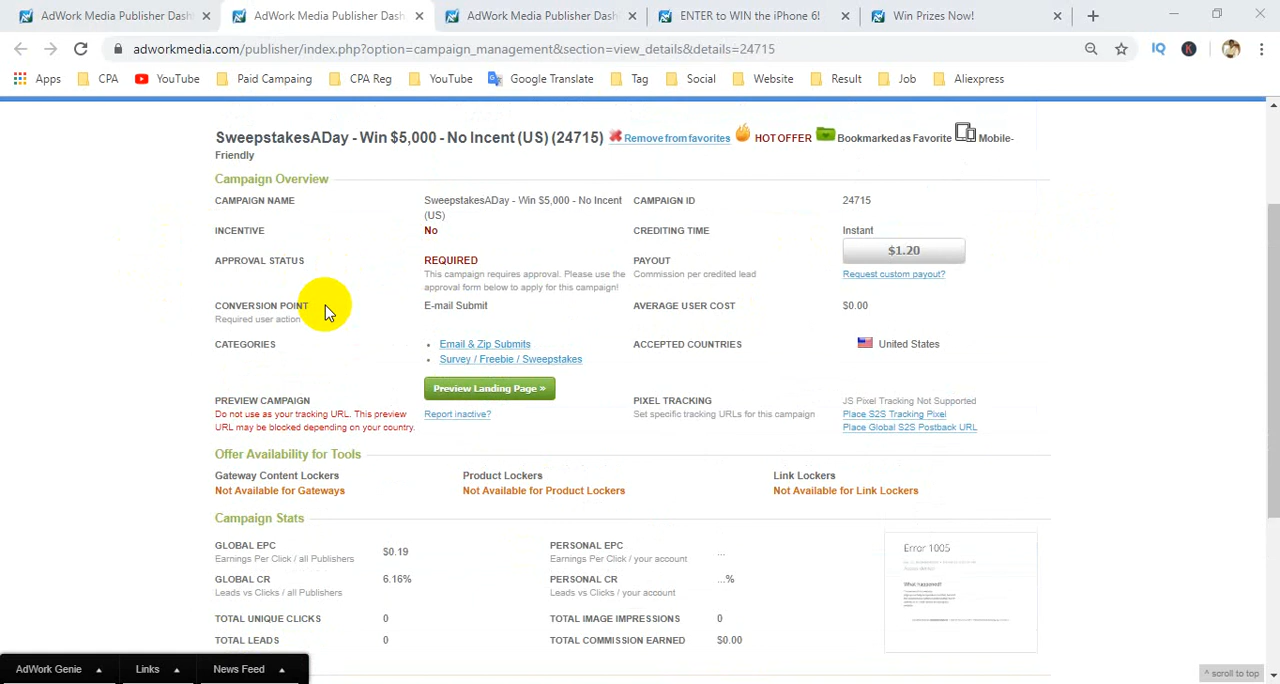 AdWork Media Publisher Dash
AdWork Media Publisher Dash
AdWork Media Publisher Dash
ENTER to WIN the iPhone 6!
Win Prizes Now!
adworkmedia.com/publisher/index.php?option=campaign_management&section=view_details&details=24715
IQ
K
Apps
CPA
YouTube
Paid Campaing
CPA Reg
YouTube
Google Translate
Tag
Social
Website
Result
Job
Aliexpress
SweepstakesADay - Win $5,000 - No Incent (US) (24715)
Remove from favorites
HOT OFFER
Bookmarked as Favorite
Mobile-
Friendly
Campaign Overview
CAMPAIGN NAME
SweepstakesADay - Win $5,000 - No Incent
(US)
CAMPAIGN ID
24715
INCENTIVE
No
CREDITING TIME
Instant
APPROVAL STATUS
REQUIRED
This campaign requires approval. Please use the
approval form below to apply for this campaign!
PAYOUT
Commission per credited lead
$1.20
Request custom payout?
CONVERSION POINT
Required user action
E-mail Submit
AVERAGE USER COST
$0.00
CATEGORIES
• Email & Zip Submits
• Survey / Freebie / Sweepstakes
ACCEPTED COUNTRIES
United States
PREVIEW CAMPAIGN
Do not use as your tracking URL. This preview
URL may be blocked depending on your country.
Preview Landing Page »
Report inactive?
PIXEL TRACKING
Set specific tracking URLs for this campaign
JS Pixel Tracking Not Supported
Place S2S Tracking Pixel
Place Global S2S Postback URL
Offer Availability for Tools
Gateway Content Lockers
Not Available for Gateways
Product Lockers
Not Available for Product Lockers
Link Lockers
Not Available for Link Lockers
Campaign Stats
GLOBAL EPC
Earnings Per Click / all Publishers
$0.19
PERSONAL EPC
Earnings Per Click / your account
...
GLOBAL CR
Leads vs Clicks / all Publishers
6.16%
PERSONAL CR
Leads vs Clicks / your account
...%
TOTAL UNIQUE CLICKS
0
TOTAL IMAGE IMPRESSIONS
0
TOTAL LEADS
0
TOTAL COMMISSION EARNED
$0.00
Error 1005
What happened?
AdWork Genie
Links
News Feed
scroll to top